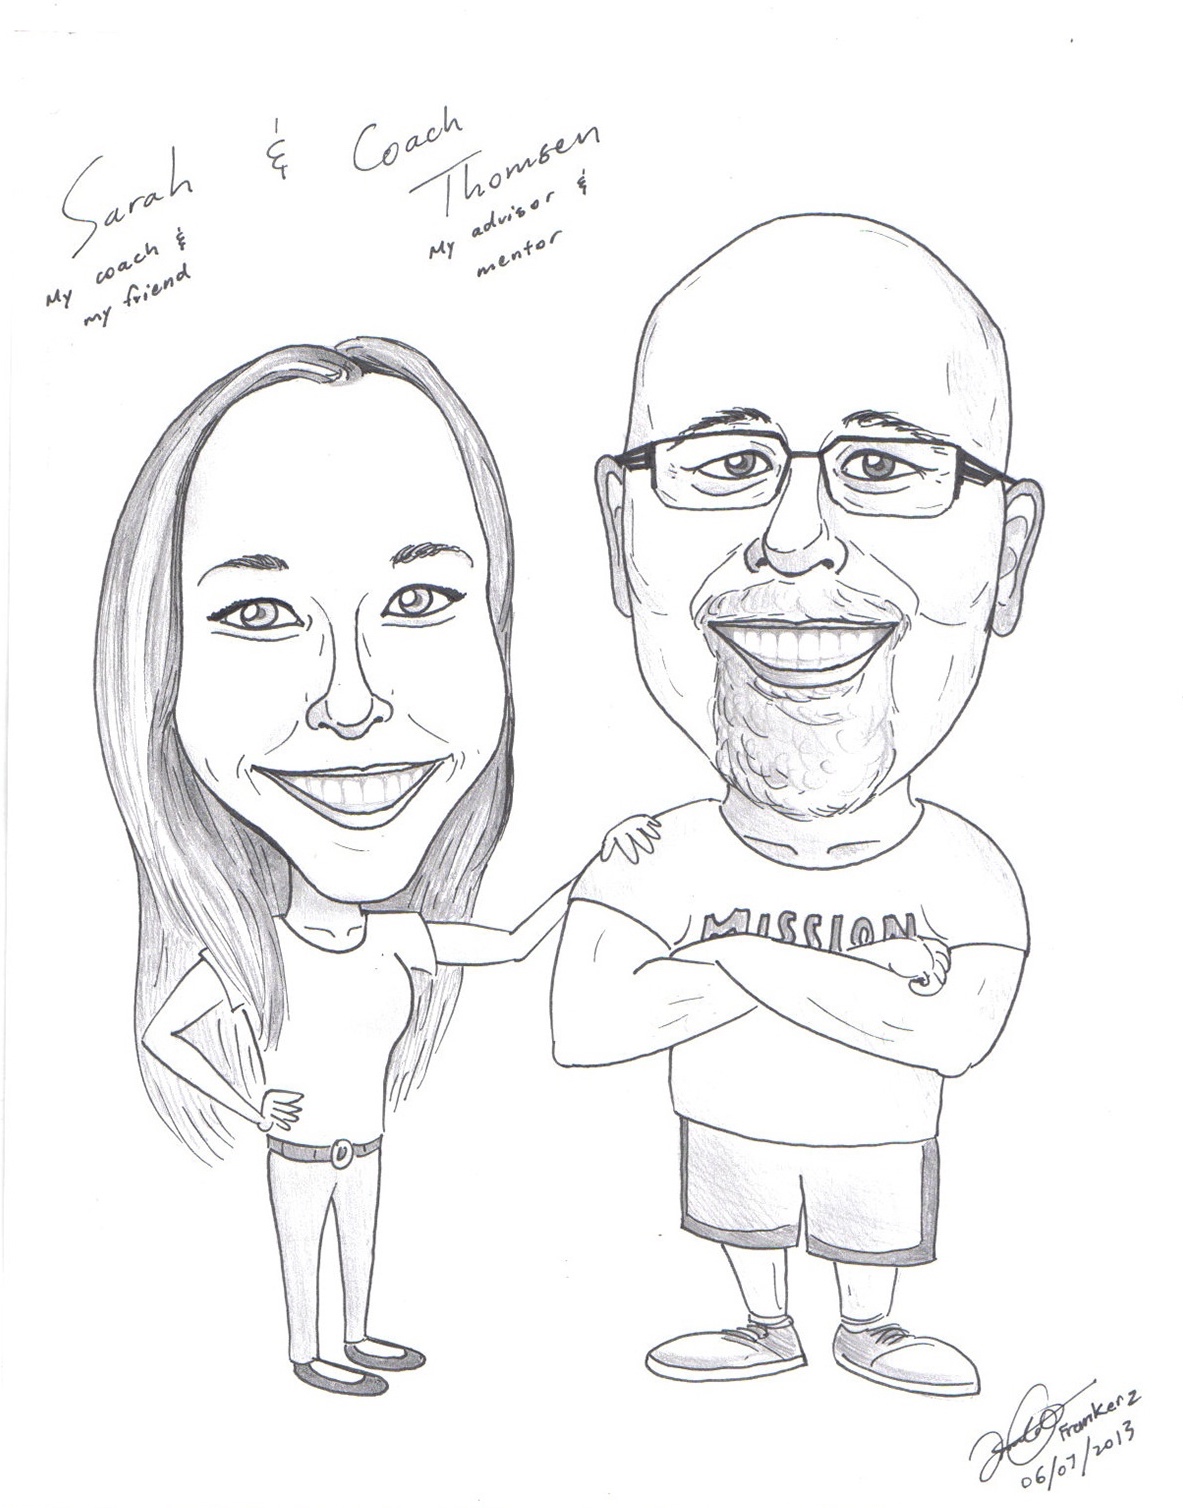 Sarah & Coach
Thomsen
My coach &
my friend
My advisor &
mentor
MISSION
Frankerz
06/07/2013